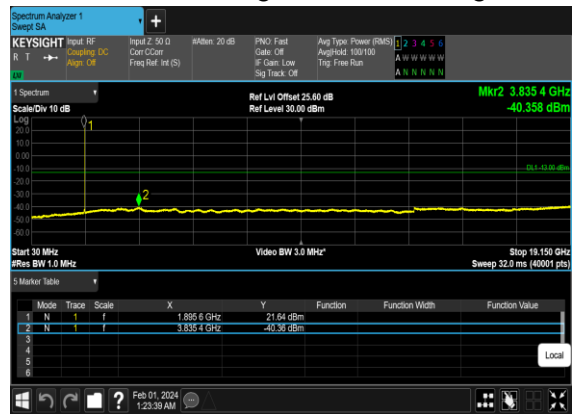 Spectrum Analyzer 1
Swept SA
+
KEYSIGHT Input: RF Input Z: 50 Ω #Atten: 20 dB PNO: Fast Avg Type: Power (RMS) 1 2 3 4 5 6
R T Coupling: DC Corr CCorr Gate: Off Avg|Hold: 100/100 A W W W W W
Align: Off Freq Ref: Int (S) IF Gain: Low Trig: Free Run
Sig Track: Off A N N N N N
1 Spectrum
Ref Lvl Offset 25.60 dB Mkr2 3.835 4 GHz
Scale/Div 10 dB Ref Level 30.00 dBm -40.358 dBm
Log
1
20.0
10.0
0.00
-10.0
DL1 -13.00 dBm
-20.0
-30.0
2
-40.0
-50.0
-60.0
Start 30 MHz Video BW 3.0 MHz* Stop 19.150 GHz
#Res BW 1.0 MHz Sweep 32.0 ms (40001 pts)
5 Marker Table
Mode Trace Scale X Y Function Function Width Function Value
1 N 1 f 1.895 6 GHz 21.64 dBm
2 N 1 f 3.835 4 GHz -40.36 dBm
3
4
5
6
Local
? Feb 01, 2024
1:23:39 AM